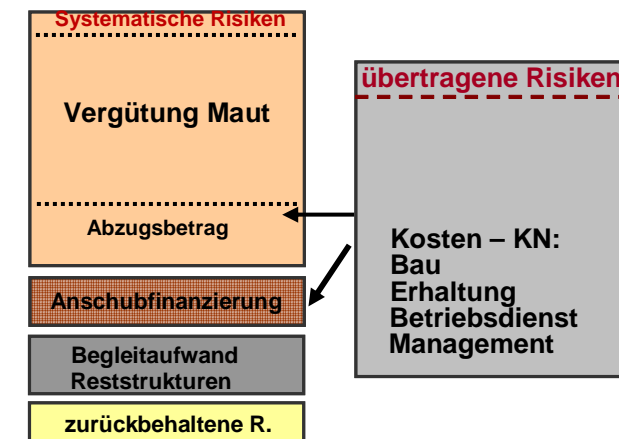 Systematische Risiken
Vergütung Maut
Abzugsbetrag
Anschubfinanzierung
Begleitaufwand
Reststrukturen
zurückbehaltene R.
übertragene Risiken
Kosten – KN:
Bau
Erhaltung
Betriebsdienst
Management